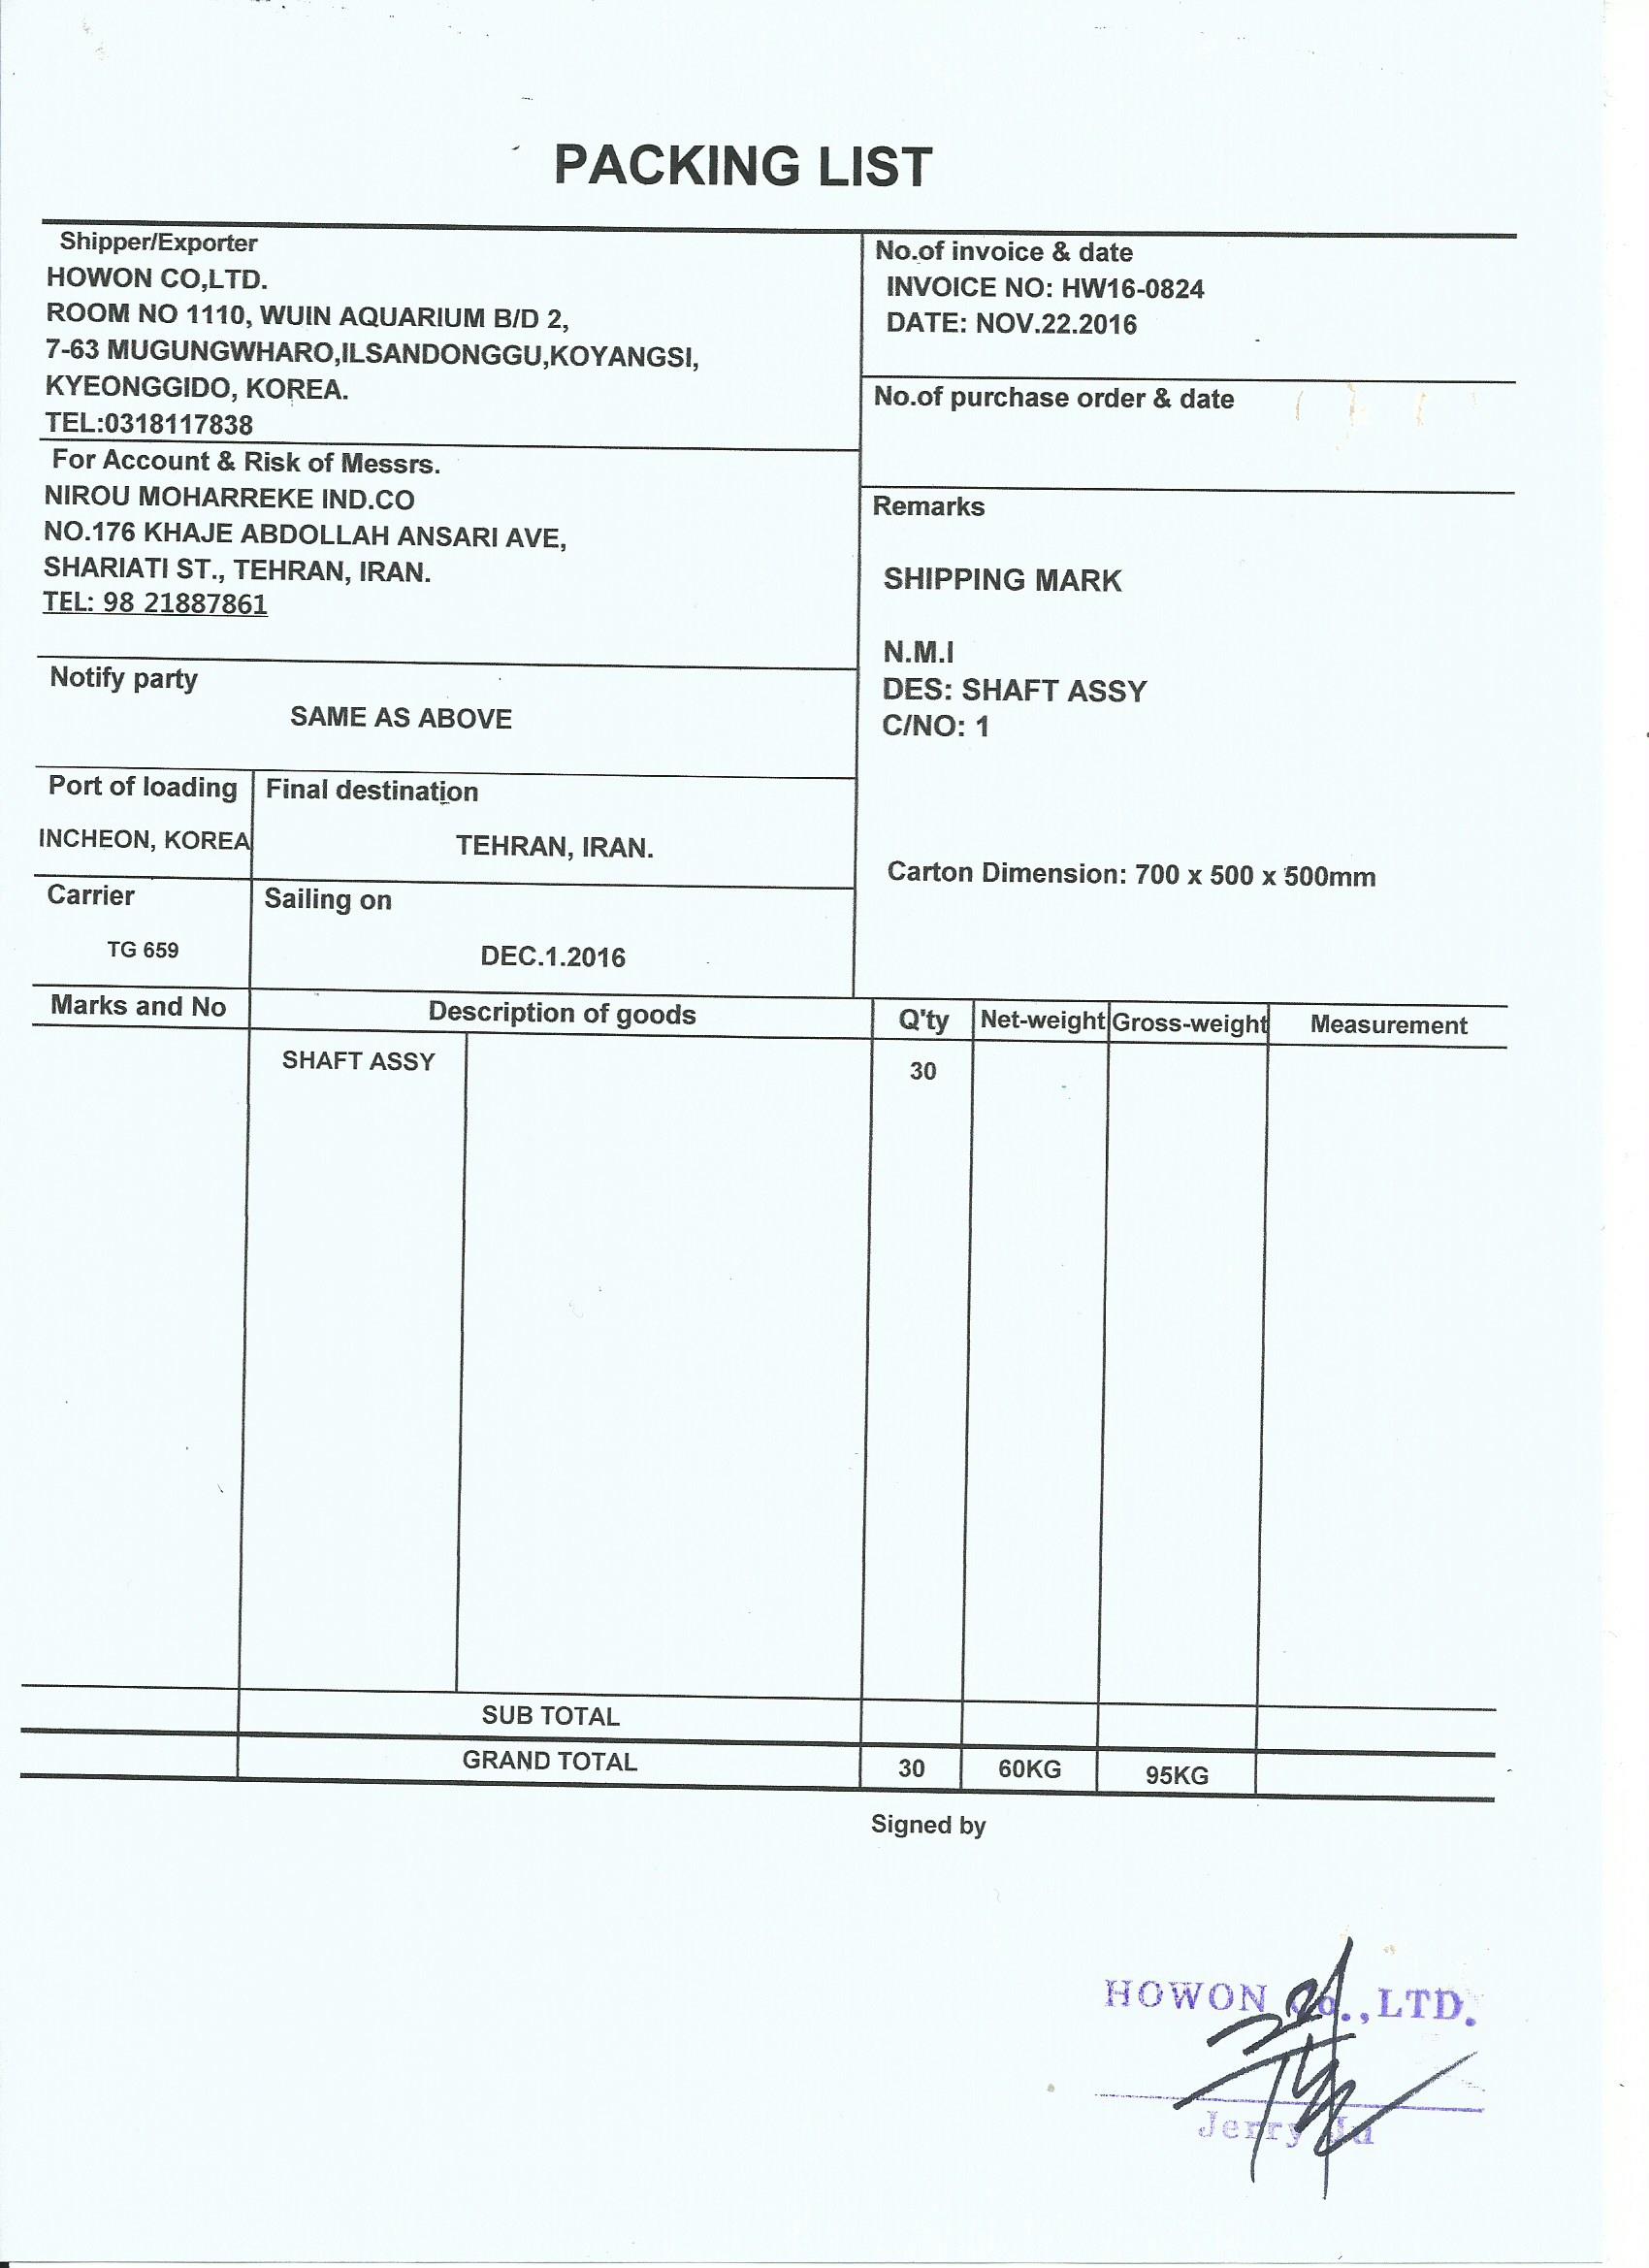 PACKING LIST
Shipper/Exporter
HOWON CO,LTD.
ROOM NO 1110, WUIN AQUARIUM B/D 2,
7-63 MUGUNGWHARO,ILSANDONGGU,KOYANGSI,
KYEONGGIDO, KOREA.
TEL:0318117838
No.of invoice & date
INVOICE NO: HW16-0824
DATE: NOV.22.2016
No.of purchase order & date
For Account & Risk of Messrs.
NIROU MOHARREKE IND.CO
NO.176 KHAJE ABDOLLAH ANSARI AVE,
SHARIATI ST., TEHRAN, IRAN.
TEL: 98 21887861
Remarks
SHIPPING MARK
N.M.I
DES: SHAFT ASSY
C/NO: 1
Carton Dimension: 700 x 500 x 500mm
Notify party
SAME AS ABOVE
Port of loading Final destination
INCHEON, KOREA TEHRAN, IRAN.
Carrier Sailing on
TG 659 DEC.1.2016
Marks and No Description of goods Q'ty Net-weight Gross-weight Measurement
SHAFT ASSY 30
SUB TOTAL
GRAND TOTAL 30 60KG 95KG
Signed by
HOWON Co.,LTD.
Jerry Ju